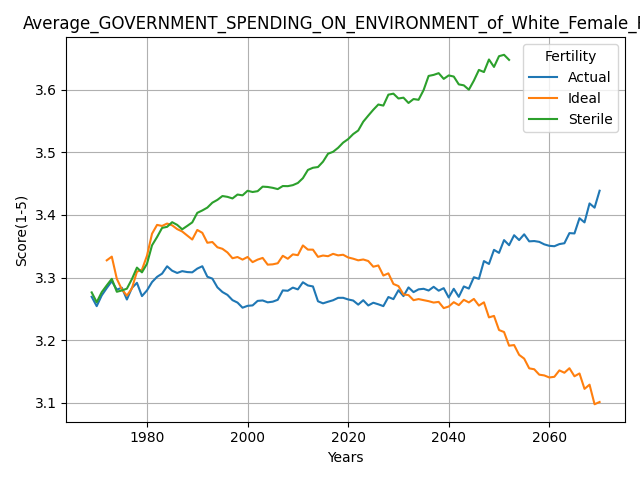 Average_GOVERNMENT_SPENDING_ON_ENVIRONMENT_of_White_Female_
Fertility
Actual
Ideal
Sterile
Score(1-5)
3.6
3.5
3.4
3.3
3.2
3.1
1980 2000 2020 2040 2060
Years